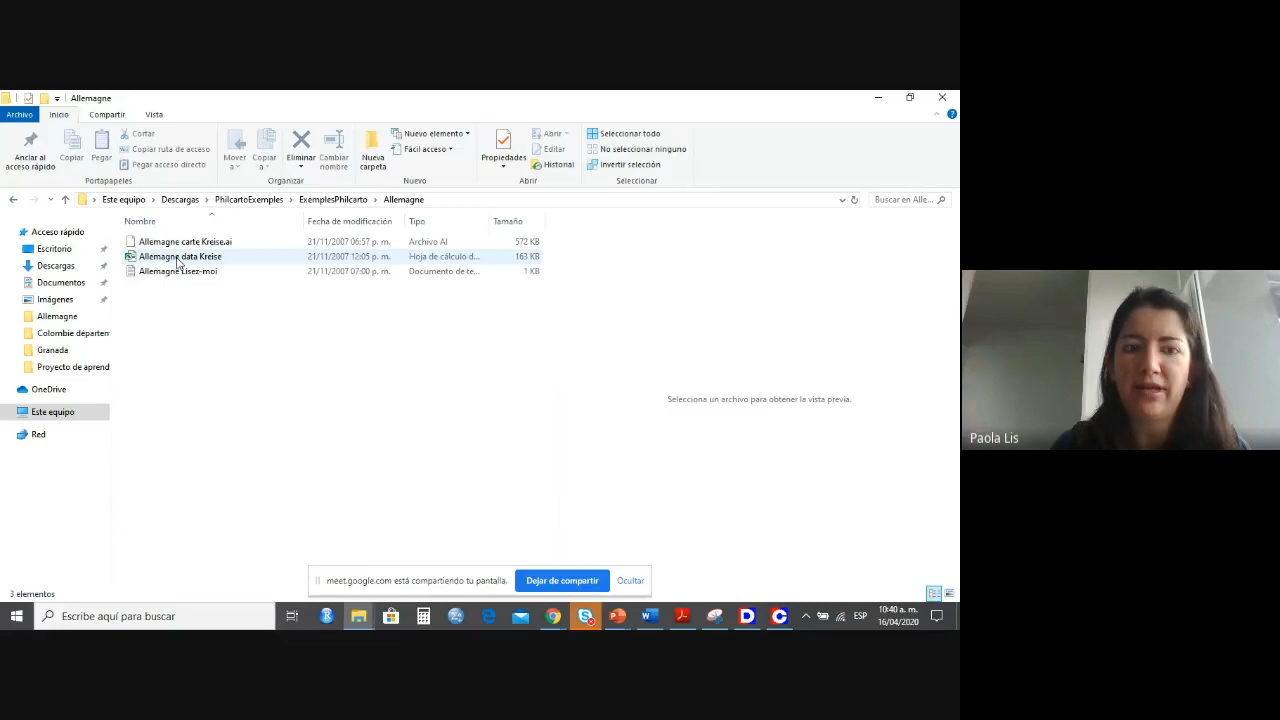 Allemagne
Archivo Inicio Compartir Vista
Anclar al acceso rápido
Copiar
Pegar
Cortar
Copiar ruta de acceso
Pegar acceso directo
Portapapeles
Mover a
Copiar a
Eliminar
Cambiar nombre
Organizar
Nueva carpeta
Nuevo elemento
Fácil acceso
Nuevo
Propiedades
Abrir
Editar
Historial
Abrir
Seleccionar todo
No seleccionar ninguno
Invertir selección
Seleccionar
Este equipo > Descargas > PhilcartoExemples > ExemplesPhilcarto > Allemagne
Buscar en Alle...
Acceso rápido
Escritorio
Descargas
Documentos
Imágenes
Allemagne
Colombie départem
Granada
Proyecto de aprend
OneDrive
Este equipo
Red
Nombre Fecha de modificación Tipo Tamaño
Allemagne carte Kreise.ai 21/11/2007 06:57 p. m. Archivo AI 572 KB
Allemagne data Kreise 21/11/2007 12:05 p. m. Hoja de cálculo d... 163 KB
Allemagne Lisez-moi 21/11/2007 07:00 p. m. Documento de te... 1 KB
Selecciona un archivo para obtener la vista previa.
Paola Lis
meet.google.com está compartiendo tu pantalla. Dejar de compartir Ocultar
3 elementos
Escribe aquí para buscar
ESP
10:40 a. m.
16/04/2020